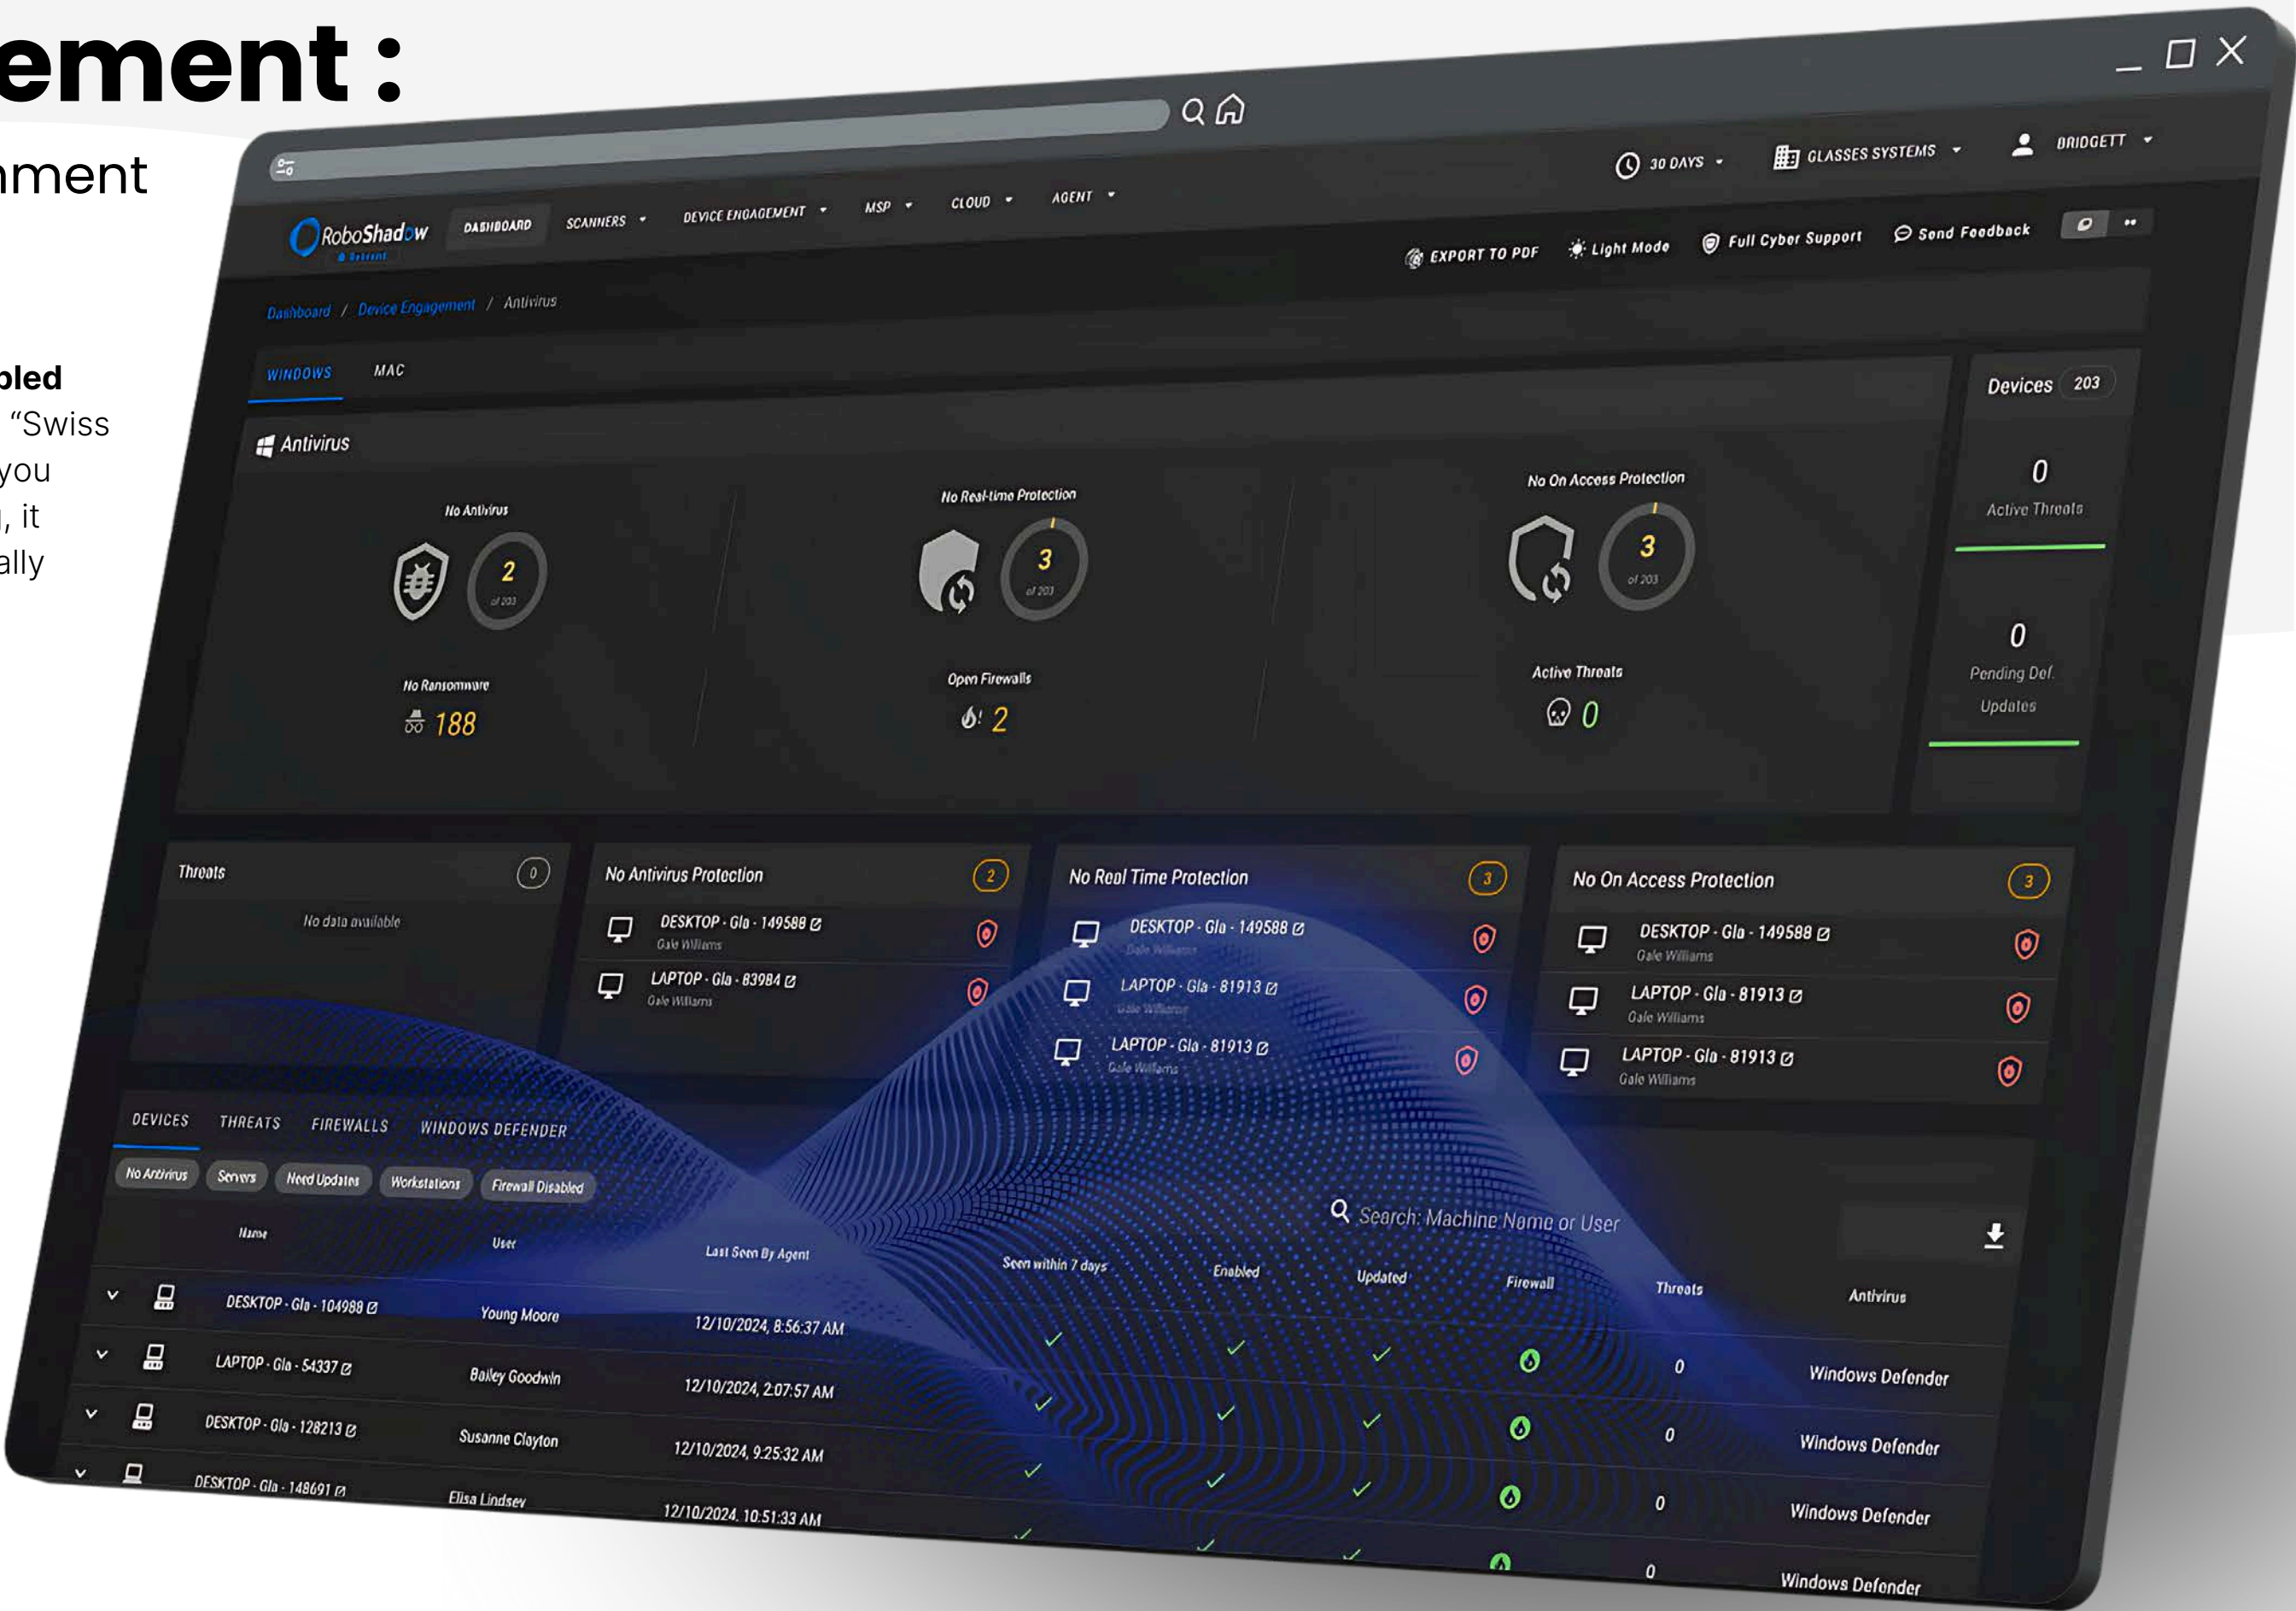 ement:
nment
bled
“Swiss
you
, it
ally
30 DAYS
GLASSES SYSTEMS
BRIDGETT
RoboShadow
DASHBOARD
SCANNERS
DEVICE ENGAGEMENT
MSP
CLOUD
AGENT
EXPORT TO PDF
Light Mode
Full Cyber Support
Send Feedback
Dashboard / Device Engagement / Antivirus
WINDOWS
MAC
Antivirus
Devices 203
No Antivirus
2
of 203
No Real-time Protection
3
of 203
No On Access Protection
3
of 203
0
Active Threats
No Ransomware
188
Open Firewalls
2
Active Threats
0
0
Pending Def.
Updates
Threats 0
No data available
No Antivirus Protection 2
DESKTOP - Gla - 149588
Gale Williams
LAPTOP - Gla - 83984
Gale Williams
No Real Time Protection 3
DESKTOP - Gla - 149588
Gale Williams
LAPTOP - Gla - 81913
Gale Williams
LAPTOP - Gla - 81913
Gale Williams
No On Access Protection 3
DESKTOP - Gla - 149588
Gale Williams
LAPTOP - Gla - 81913
Gale Williams
LAPTOP - Gla - 81913
Gale Williams
DEVICES THREATS FIREWALLS WINDOWS DEFENDER
No Antivirus Servers Need Updates Workstations Firewall Disabled
Search: Machine Name or User
Name User Last Seen By Agent Seen within 7 days Enabled Updated Firewall Threats Antivirus
DESKTOP - Gla - 104988 Young Moore 12/10/2024, 8:56:37 AM 0 Windows Defender
LAPTOP - Gla - 54337 Bailey Goodwin 12/10/2024, 2:07:57 AM 0 Windows Defender
DESKTOP - Gla - 128213 Susanne Clayton 12/10/2024, 9:25:32 AM 0 Windows Defender
DESKTOP - Gla - 148691 Elisa Lindsey 12/10/2024, 10:51:33 AM 0 Windows Defender